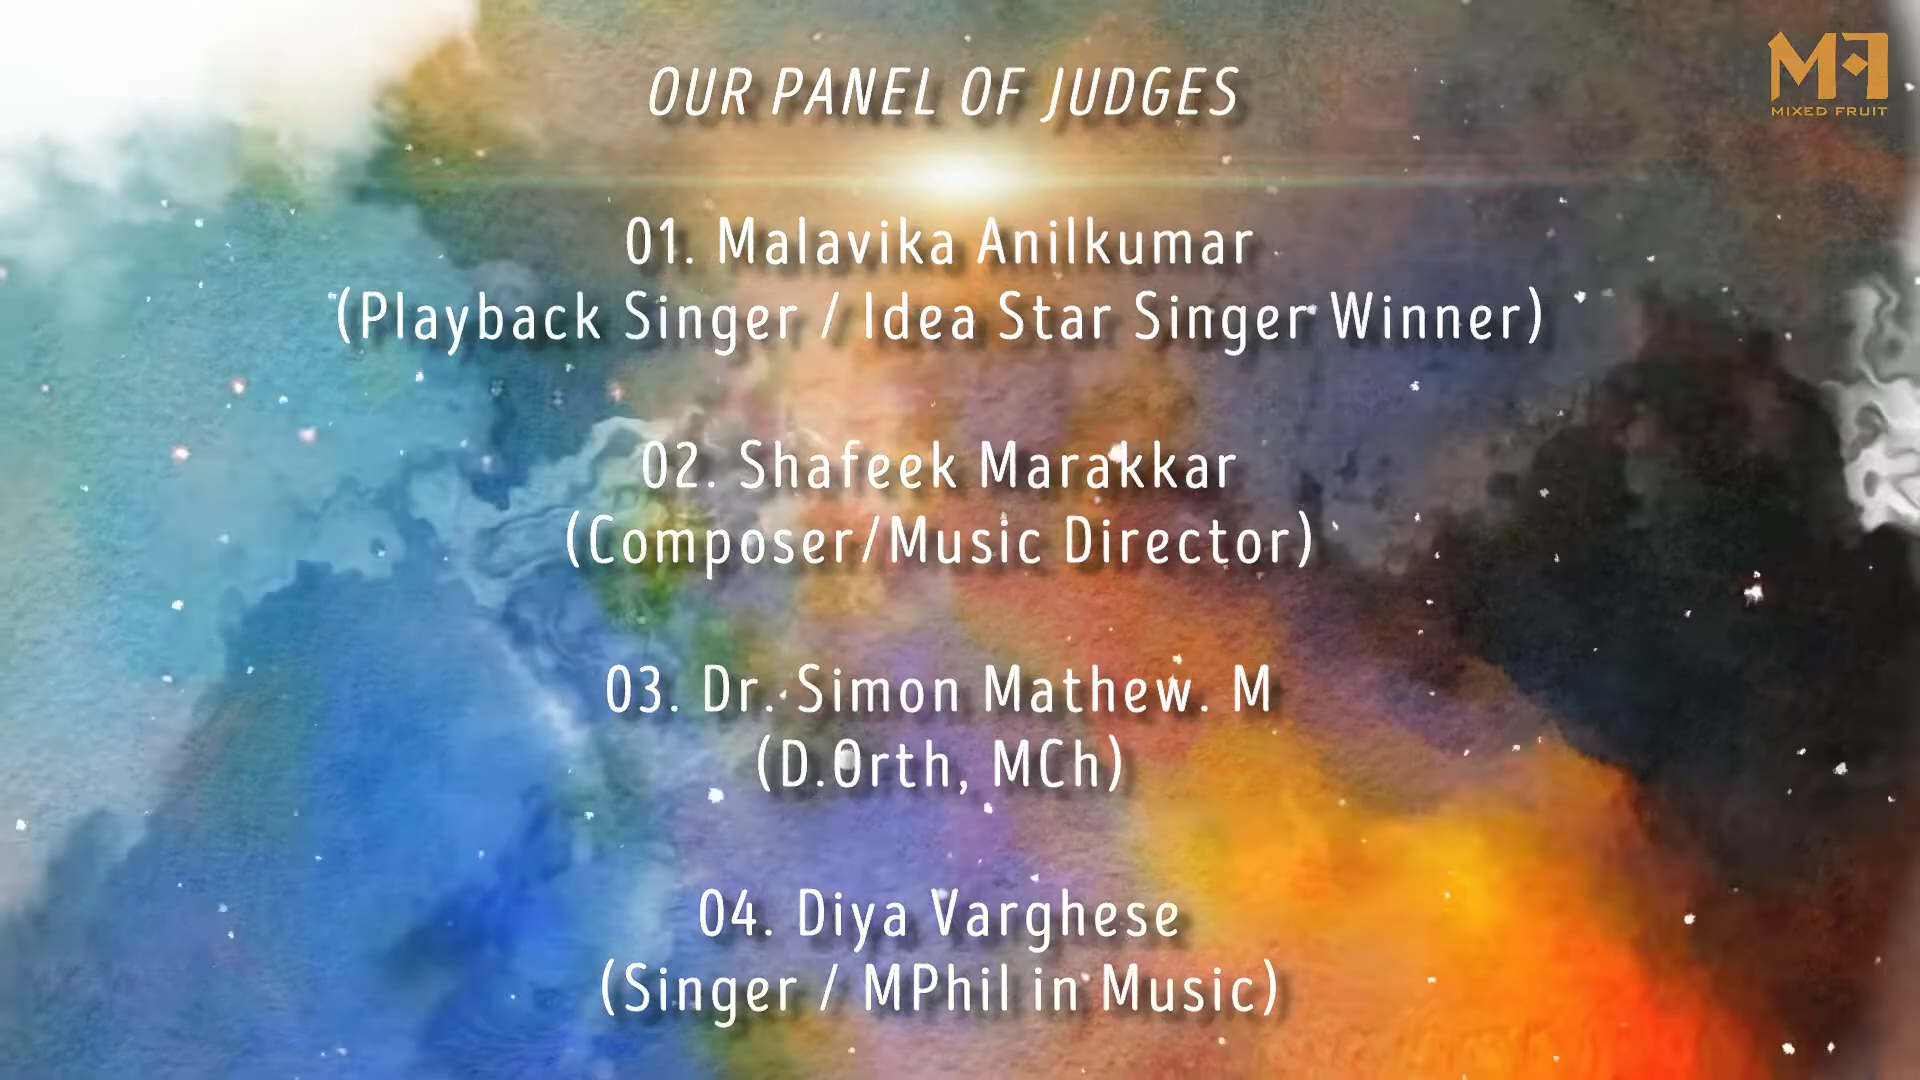 OUR PANEL OF JUDGES
MIXED FRUIT
01. Malavika Anilkumar
(Playback Singer / Idea Star Singer Winner)
02. Shafeek Marakkar
(Composer/Music Director)
03. Dr. Simon Mathew. M
(D.Orth, MCh)
04. Diya Varghese
(Singer / MPhil in Music)